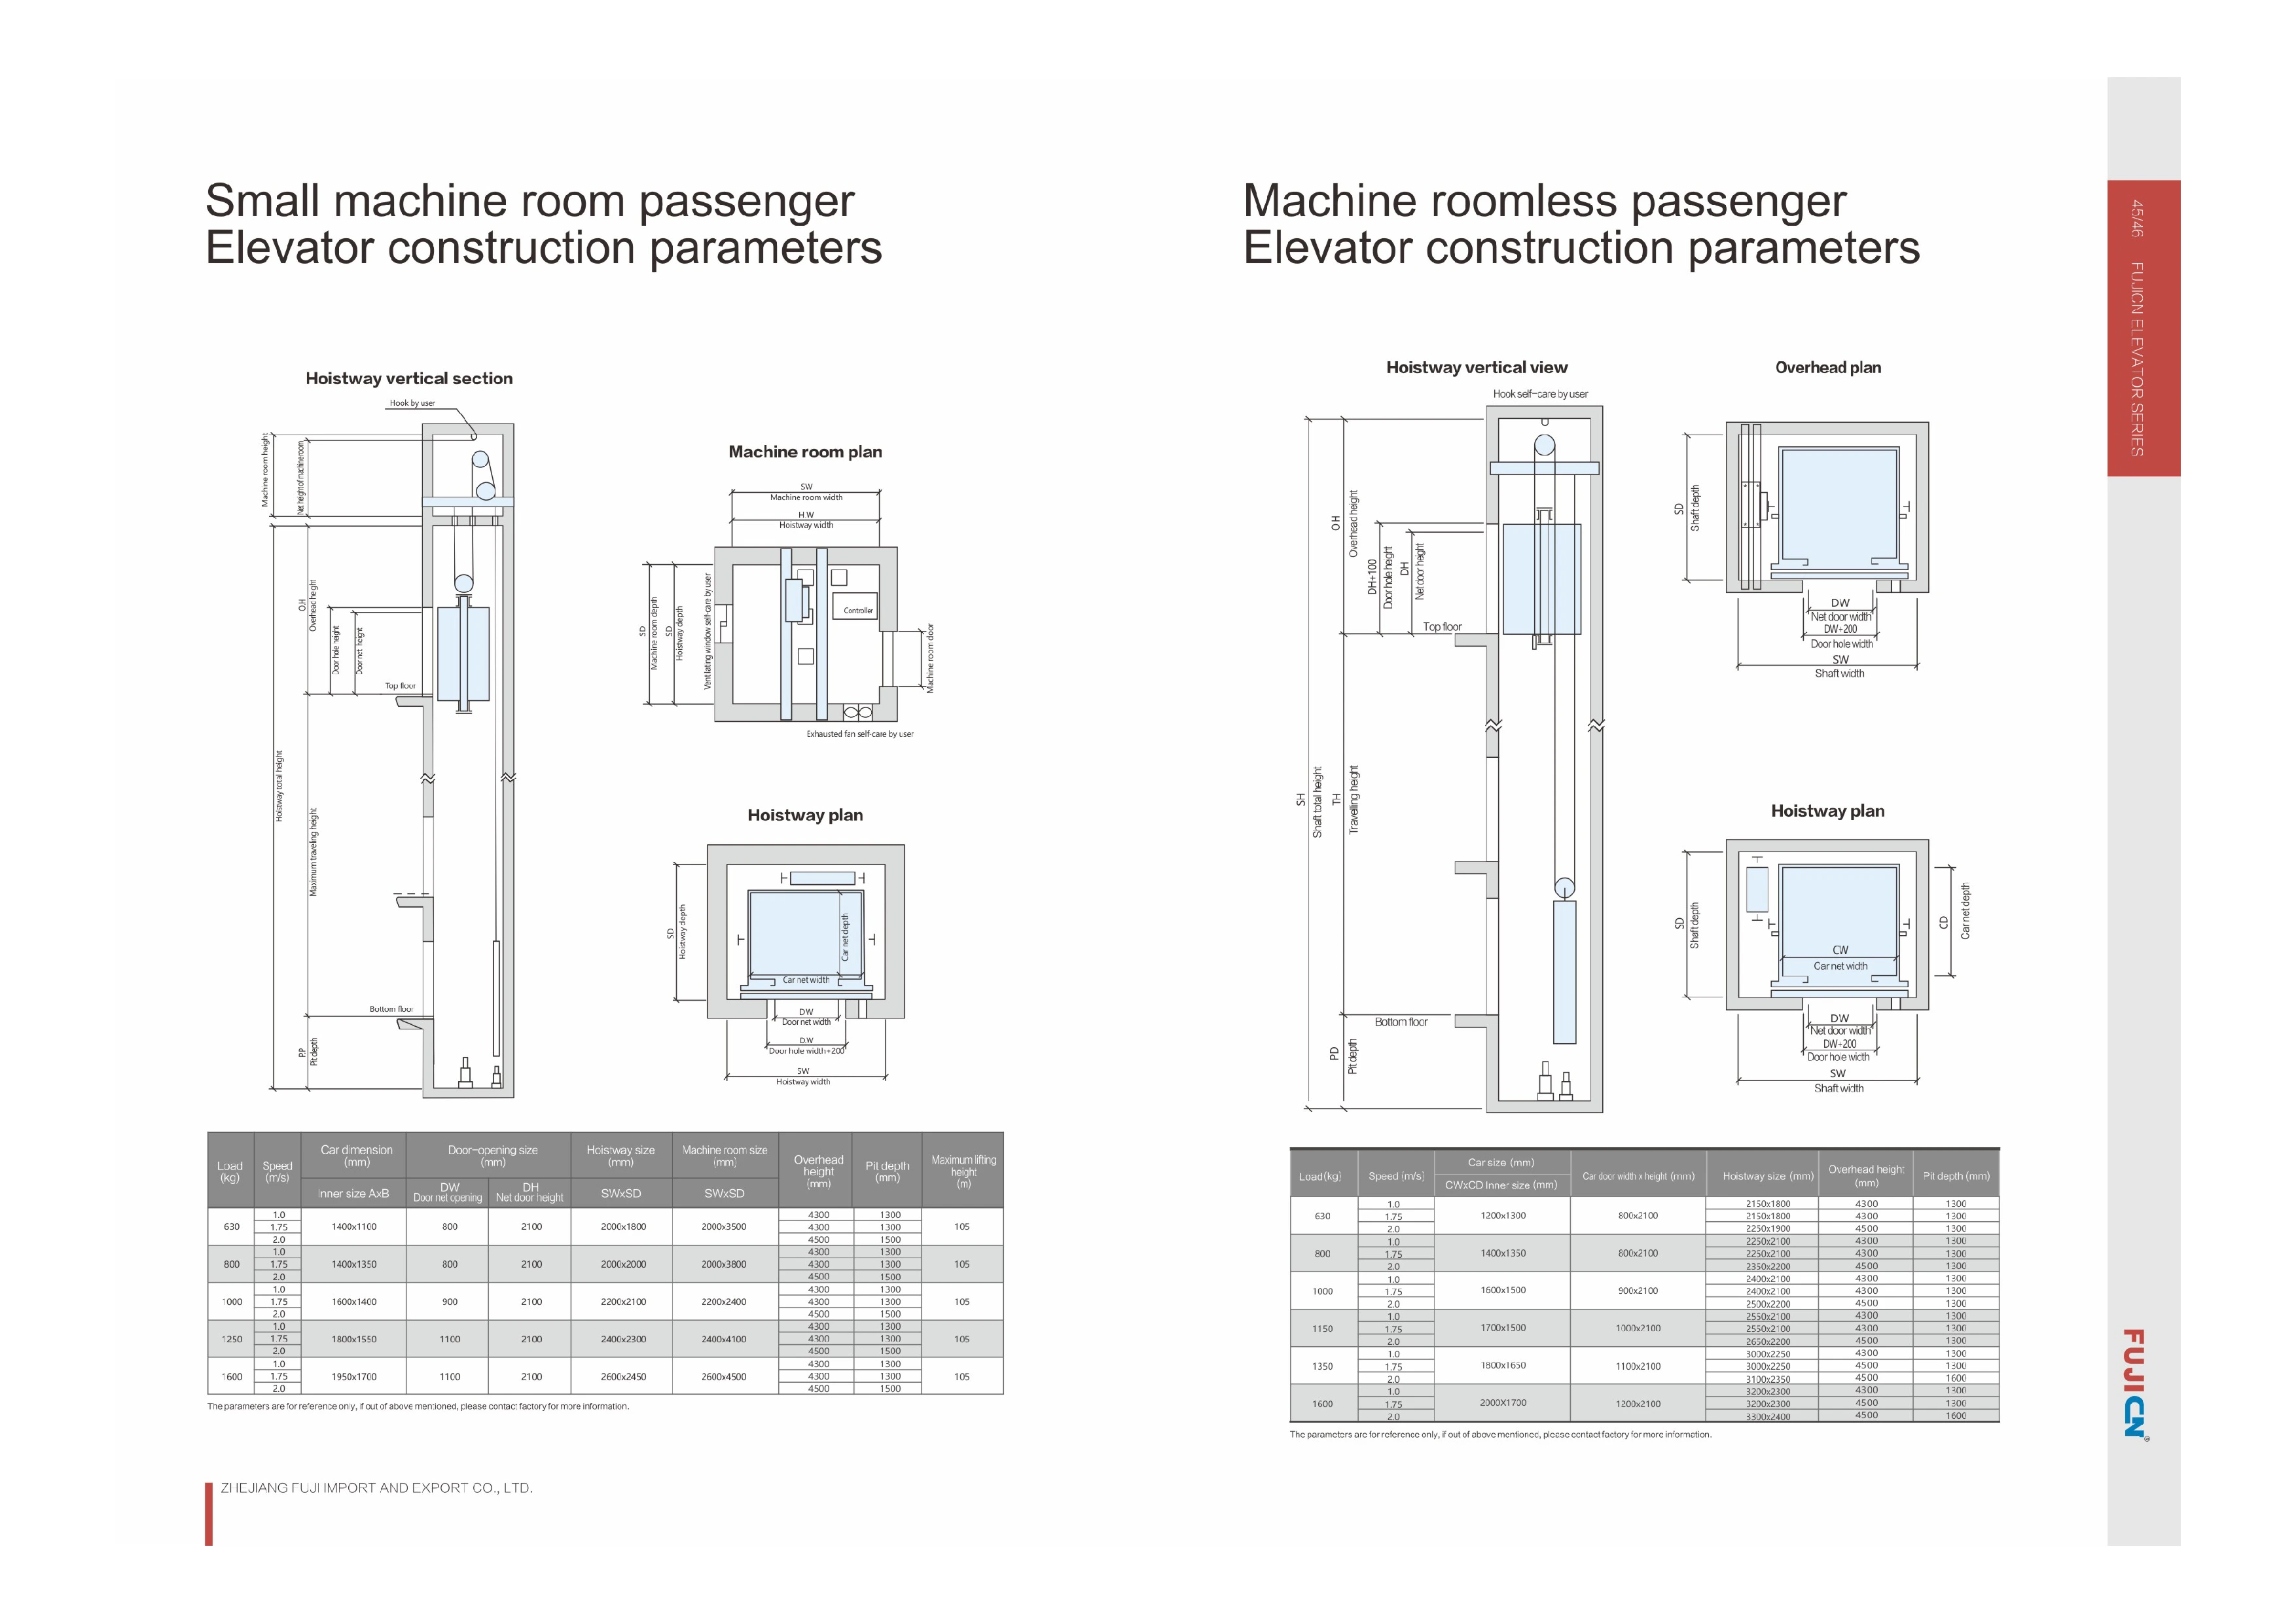 Small machine room passenger
Elevator construction parameters
Hoistway vertical section
Hook by user
Machine room height
Net height of machine room
O.H
Overhead height
Door hole height
Door net height
Top floor
Hoistway total height
Maximum traveling height
Bottom floor
P.P
Pit depth
Machine room plan
SW
Machine room width
H.W
Hoistway width
SD
Machine room depth
SD
Hoistway depth
Ventilating window self-care by user
Controller
Machine room door
Exhausted fan self-care by user
Hoistway plan
SD
Hoistway depth
Car net depth
Car net width
DW
Door net width
D.W
Door hole width+200
SW
Hoistway width
Load (kg) Speed (m/s) Car dimension (mm) Door-opening size (mm) Hoistway size (mm) Machine room size (mm) Overhead height (mm) Pit depth (mm) Maximum lifting height (m)
Inner size AxB DW Door net opening DH Net door height SWxSD SWxSD
630 1.0 1400x1100 800 2100 2000x1800 2000x3500 4300 1300 105
1.75 4300 1300
2.0 4500 1500
800 1.0 1400x1350 800 2100 2000x2000 2000x3800 4300 1300 105
1.75 4300 1300
2.0 4500 1500
1000 1.0 1600x1400 900 2100 2200x2100 2200x2400 4300 1300 105
1.75 4300 1300
2.0 4500 1500
1250 1.0 1800x1550 1100 2100 2400x2300 2400x4100 4300 1300 105
1.75 4300 1300
2.0 4500 1500
1600 1.0 1950x1700 1100 2100 2600x2450 2600x4500 4300 1300 105
1.75 4300 1300
2.0 4500 1500
The parameters are for reference only, if out of above mentioned, please contact factory for more information.
ZHEJIANG FUJI IMPORT AND EXPORT CO., LTD.
Machine roomless passenger
Elevator construction parameters
Hoistway vertical view
Hook self-care by user
OH
Overhead height
DH+100
Door hole height
DH
Net door height
Top floor
SH
Shaft total height
TH
Travelling height
Bottom floor
PD
Pit depth
Overhead plan
SD
Shaft depth
DW
Net door width
DW+200
Door hole width
SW
Shaft width
Hoistway plan
SD
Shaft depth
CW
Car net width
CD
Car net depth
DW
Net door width
DW+200
Door hole width
SW
Shaft width
Load(kg) Speed (m/s) Car size (mm) Car door width x height (mm) Hoistway size (mm) Overhead height (mm) Pit depth (mm)
CWxCD Inner size (mm)
630 1.0 1200x1300 800x2100 2150x1800 4300 1300
1.75 2150x1800 4300 1300
2.0 2250x1900 4500 1300
800 1.0 1400x1350 800x2100 2250x2100 4300 1300
1.75 2250x2100 4300 1300
2.0 2350x2200 4500 1300
1000 1.0 1600x1500 900x2100 2400x2100 4300 1300
1.75 2400x2100 4300 1300
2.0 2500x2200 4500 1300
1150 1.0 1700x1500 1000x2100 2550x2100 4300 1300
1.75 2550x2100 4300 1300
2.0 2650x2200 4500 1300
1350 1.0 1800x1650 1100x2100 3000x2250 4300 1300
1.75 3000x2250 4500 1300
2.0 3100x2350 4500 1600
1600 1.0 2000X1700 1200x2100 3200x2300 4300 1300
1.75 3200x2300 4500 1300
2.0 3300x2400 4500 1600
The parameters are for reference only, if out of above mentioned, please contact factory for more information.
45/46 FUJICN ELEVATOR SERIES
FUJICN®